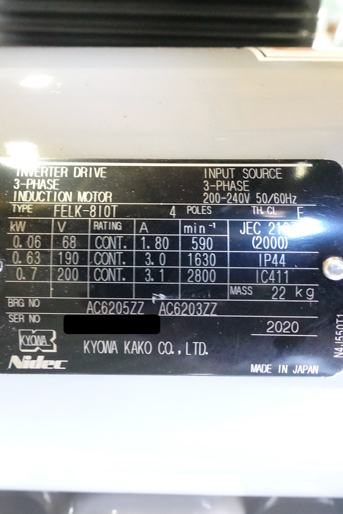 INVERTER DRIVE INPUT SOURCE
3-PHASE 3-PHASE
INDUCTION MOTOR 200-240V 50/60Hz
TYPE FELK-8IOT 4 POLES TH.CL. E
kW V RATING A min⁻¹ JEC
0.06 68 CONT. 1.80 590 (2000)
0.63 190 CONT. 3.0 1630 IP44
0.7 200 CONT. 3.1 2800 IC411
MASS 22 kg
BRG NO AC6205ZZ AC6203ZZ
SER NO 2020
KYOWA KYOWA KAKO CO.,LTD.
Nidec MADE IN JAPAN
N4J550T1